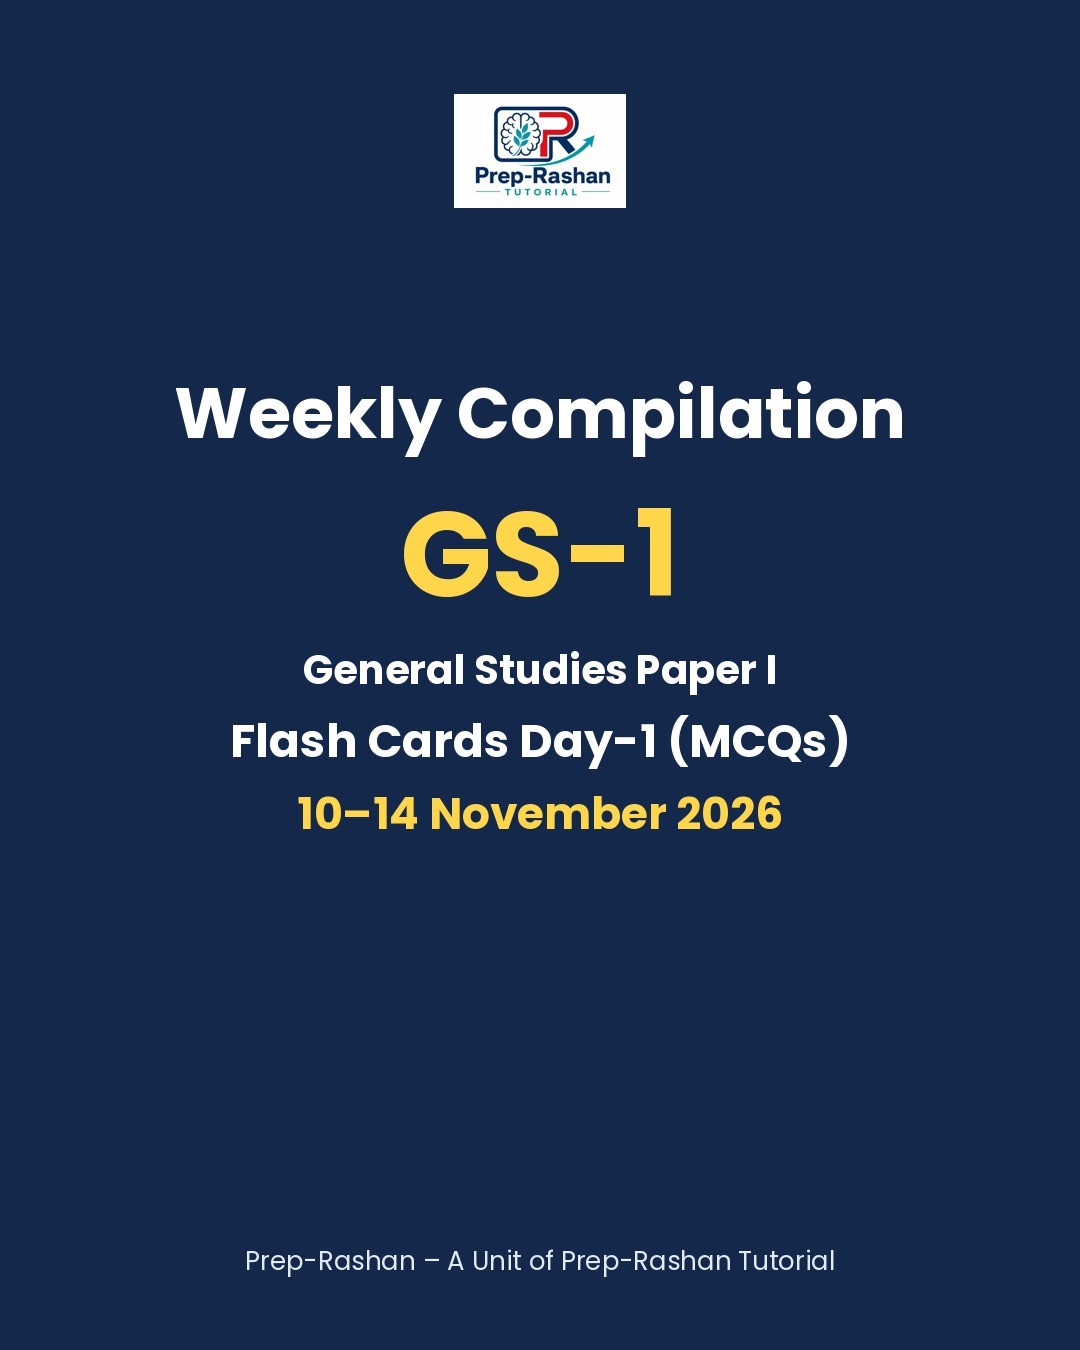 PR
Prep-Rashan
TUTORIAL
Weekly Compilation
GS-1
General Studies Paper I
Flash Cards Day-1 (MCQs)
10–14 November 2026
Prep-Rashan – A Unit of Prep-Rashan Tutorial